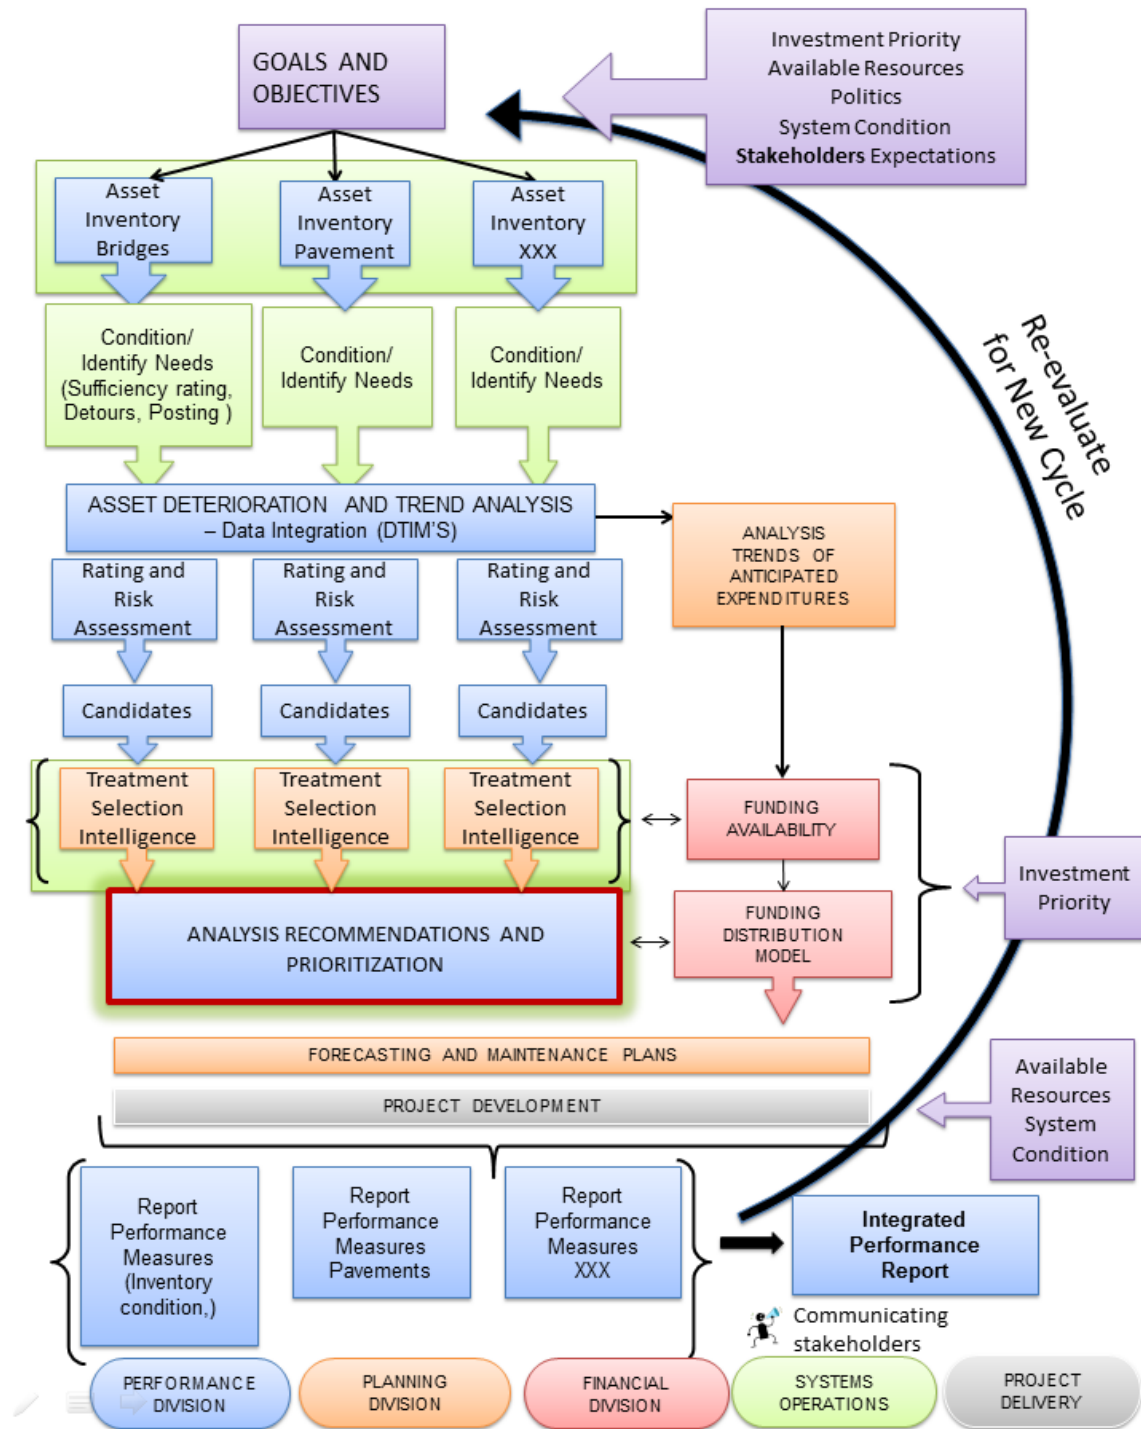 GOALS AND
OBJECTIVES
Investment Priority
Available Resources
Politics
System Condition
Stakeholders Expectations
Asset
Inventory
Bridges
Asset
Inventory
Pavement
Asset
Inventory
XXX
Condition/
Identify Needs
(Sufficiency rating,
Detours, Posting )
Condition/
Identify Needs
Condition/
Identify Needs
Re-evaluate
for New Cycle
ASSET DETERIORATION AND TREND ANALYSIS
– Data Integration (DTIM'S)
ANALYSIS
TRENDS OF
ANTICIPATED
EXPENDITURES
Rating and
Risk
Assessment
Rating and
Risk
Assessment
Rating and
Risk
Assessment
Candidates
Candidates
Candidates
Treatment
Selection
Intelligence
Treatment
Selection
Intelligence
Treatment
Selection
Intelligence
FUNDING
AVAILABILITY
Investment
Priority
ANALYSIS RECOMMENDATIONS AND
PRIORITIZATION
FUNDING
DISTRIBUTION
MODEL
FORECASTING AND MAINTENANCE PLANS
PROJECT DEVELOPMENT
Available
Resources
System
Condition
Report
Performance
Measures
(Inventory
condition,)
Report
Performance
Measures
Pavements
Report
Performance
Measures
XXX
Integrated
Performance
Report
Communicating
stakeholders
PERFORMANCE
DIVISION
PLANNING
DIVISION
FINANCIAL
DIVISION
SYSTEMS
OPERATIONS
PROJECT
DELIVERY